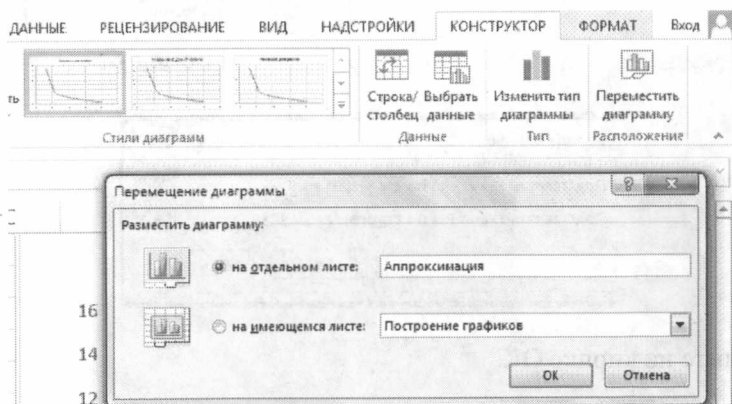 ДАННЫЕ РЕЦЕНЗИРОВАНИЕ ВИД НАДСТРОЙКИ КОНСТРУКТОР ФОРМАТ Вход
ть
Строка/ Выбрать Изменить тип Переместить
столбец данные диаграммы диаграмму
Стили диаграмм Данные Тип Расположение
Перемещение диаграммы
Разместить диаграмму:
на отдельном листе: Аппроксимация
16
на имеющемся листе: Построение графиков
14
ОК Отмена
12